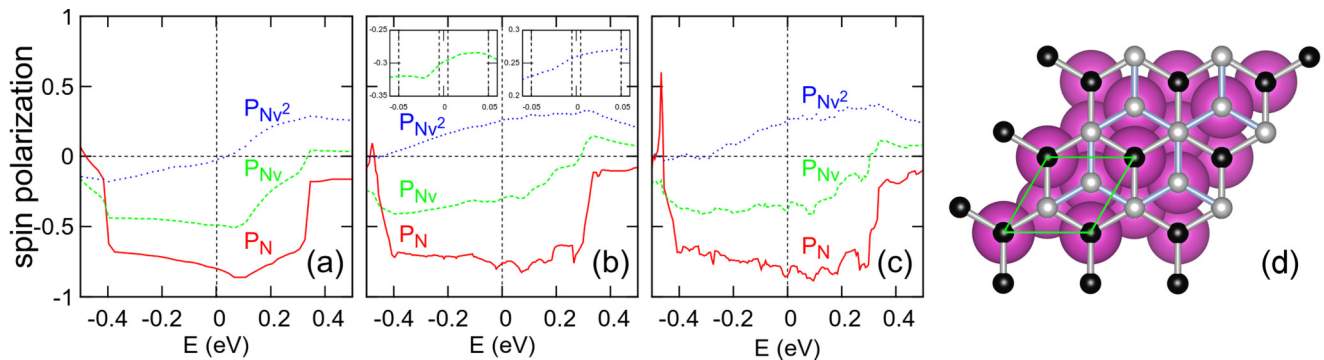 spin polarization
1
0.5
0
-0.5
-1
P_Nv²
P_Nv
P_N
(a)
-0.4 -0.2 0 0.2 0.4
E (eV)
-0.25
-0.3
-0.35
-0.05 0 0.05
0.3
0.25
0.2
-0.05 0 0.05
P_Nv²
P_Nv
P_N
(b)
-0.4 -0.2 0 0.2 0.4
E (eV)
P_Nv²
P_Nv
P_N
(c)
-0.4 -0.2 0 0.2 0.4
E (eV)
(d)